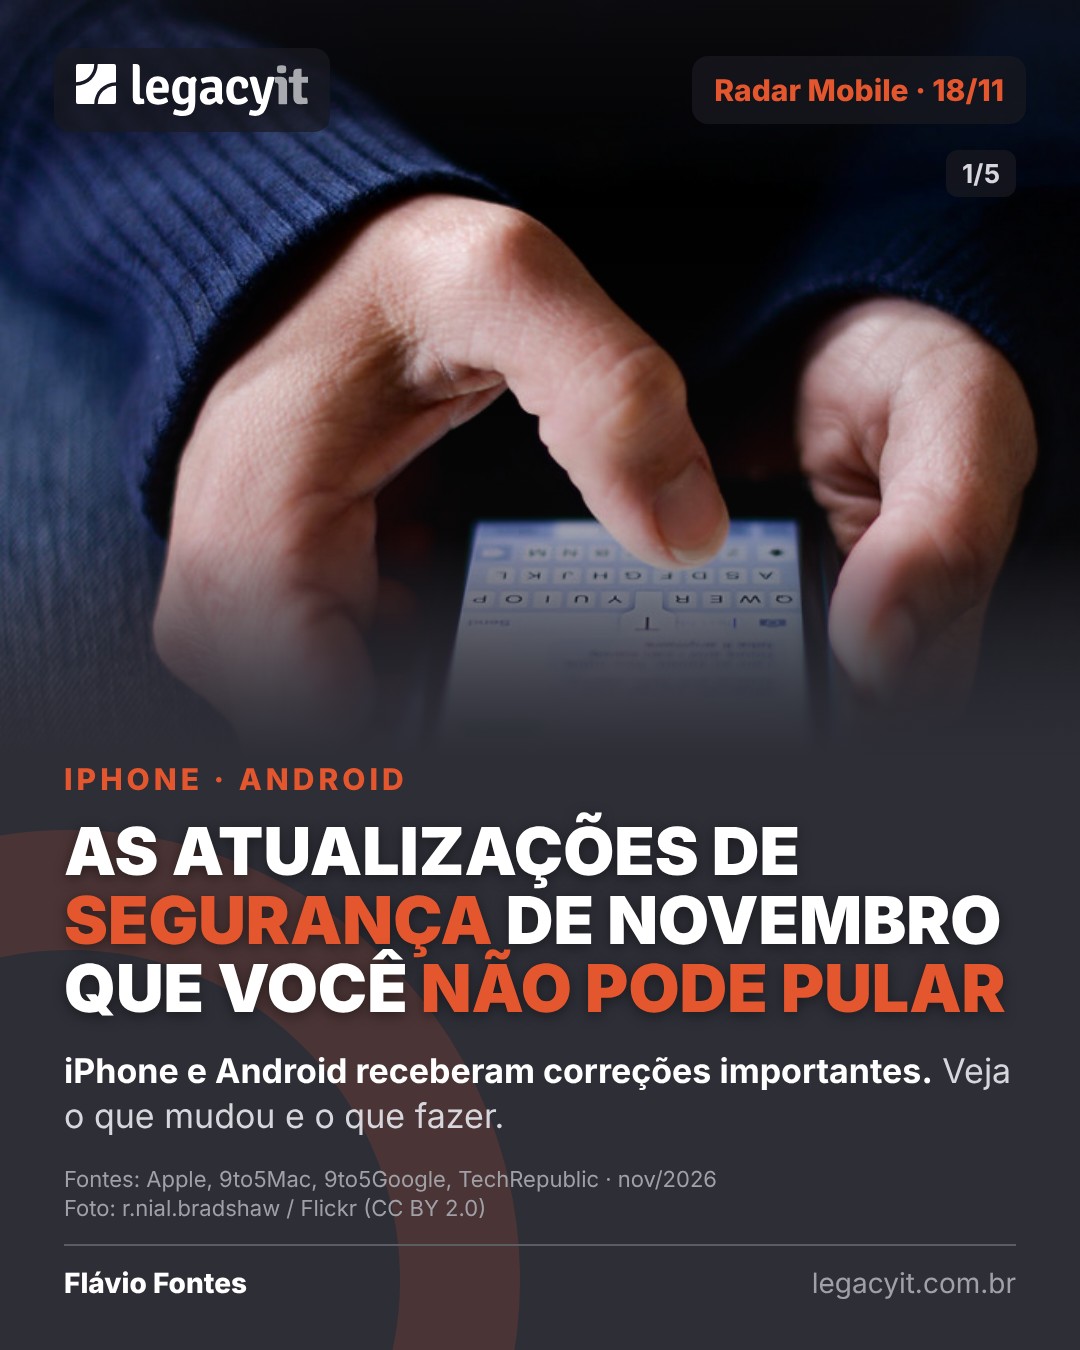 legacyit
Radar Mobile · 18/11
1/5
IPHONE · ANDROID
AS ATUALIZAÇÕES DE
SEGURANÇA DE NOVEMBRO
QUE VOCÊ NÃO PODE PULAR
iPhone e Android receberam correções importantes. Veja
o que mudou e o que fazer.
Fontes: Apple, 9to5Mac, 9to5Google, TechRepublic · nov/2026
Foto: r.nial.bradshaw / Flickr (CC BY 2.0)
Flávio Fontes
legacyit.com.br